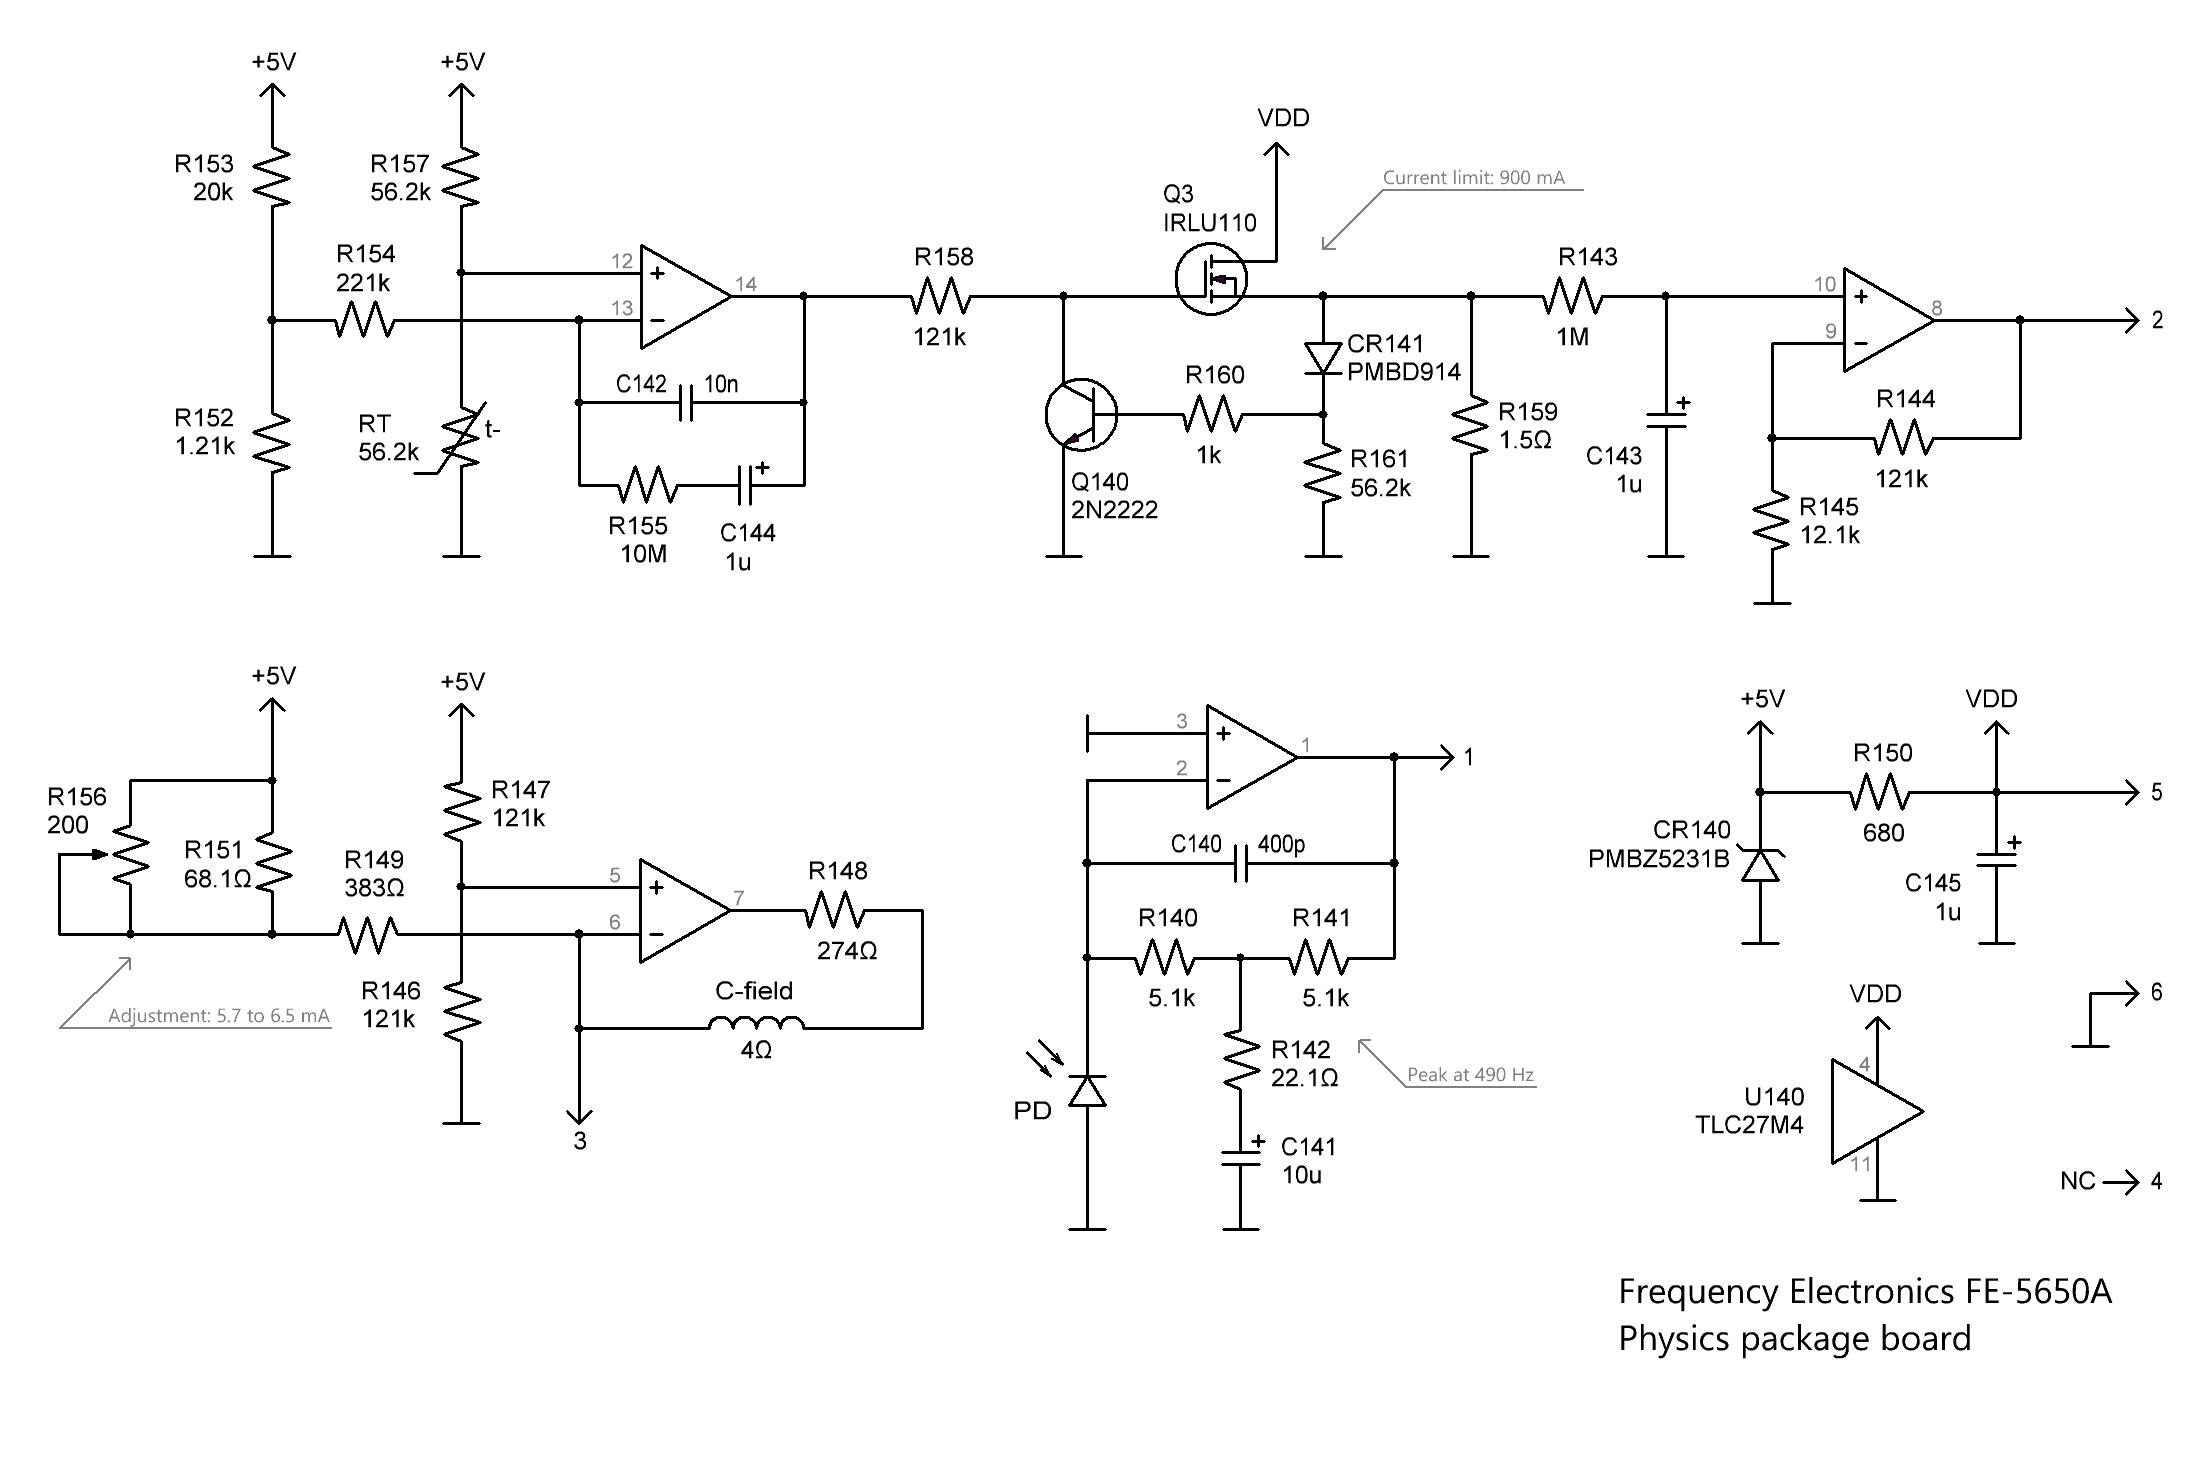 +5V
+5V
VDD
R153
20k
R157
56.2k
Q3
IRLU110
Current limit: 900 mA
R154
221k
12
+
13
−
14
R158
121k
R143
1M
10
+
9
−
8
2
C142 10n
R152
1.21k
RT
56.2k
t-
+
R155
10M
C144
1u
Q140
2N2222
R160
1k
CR141
PMBD914
R161
56.2k
R159
1.5Ω
+
C143
1u
R144
121k
R145
12.1k
+5V
+5V
R156
200
R151
68.1Ω
R149
383Ω
R147
121k
5
+
6
−
7
R148
274Ω
Adjustment: 5.7 to 6.5 mA
R146
121k
C-field
4Ω
3
3
+
2
−
1
1
C140 400p
R140
5.1k
R141
5.1k
R142
22.1Ω
Peak at 490 Hz
PD
+
C141
10u
+5V
VDD
R150
680
5
CR140
PMBZ5231B
+
C145
1u
6
VDD
4
U140
TLC27M4
11
NC
4
Frequency Electronics FE-5650A
Physics package board